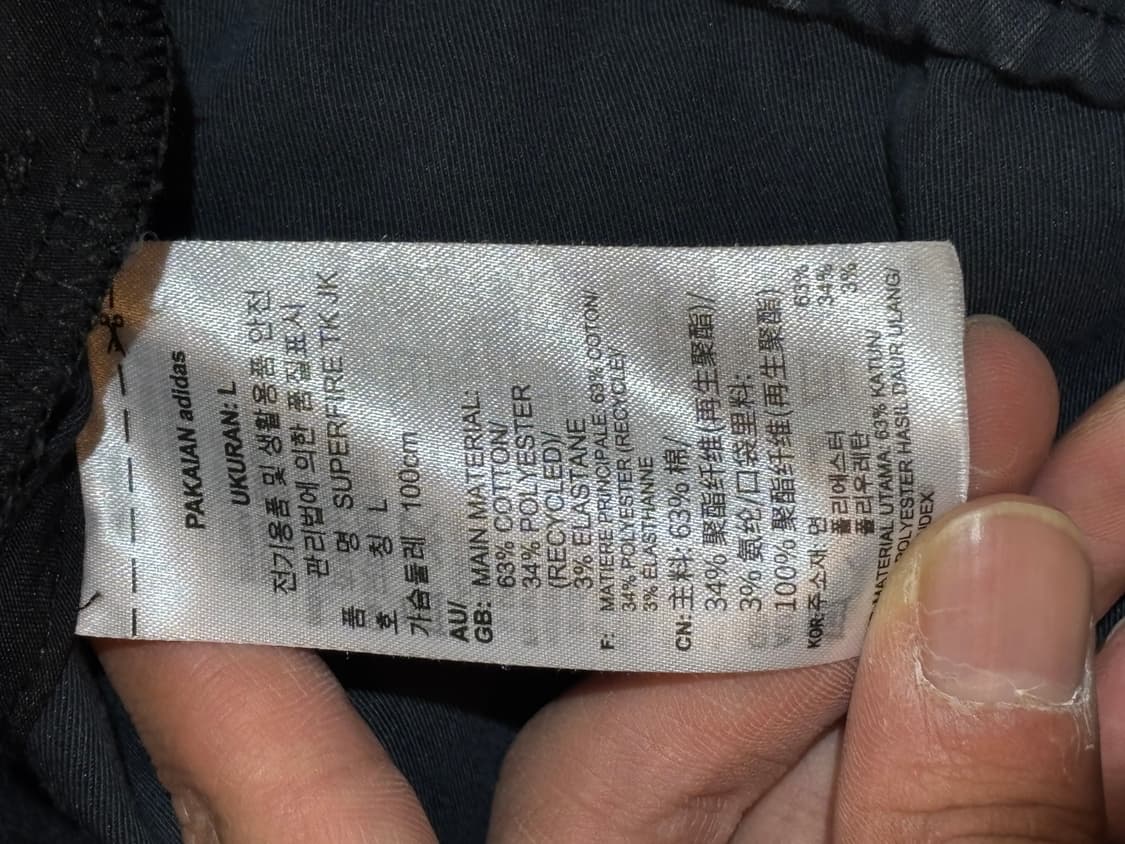 PAKAIAN adidas
UKURAN: L
전기용품 및 생활용품 안전
관리법에 의한 품질표시
품 명 SUPERFIRE TKJK
호 칭 L
가슴둘레 100cm
AU/
GB: MAIN MATERIAL:
63% COTTON/
34% POLYESTER
(RECYCLED)/
3% ELASTANE
F: MATIERE PRINCIPALE: 63% COTON/
34% POLYESTER (RECYCLE)/
3% ELASTHANNE
CN: 主料: 63% 棉/
34% 聚酯纤维(再生聚酯)/
3% 氨纶/口袋里料:
100% 聚酯纤维(再生聚酯)
KOR: 주소재 면 63%
폴리에스터 34%
폴리우레탄 3%
MATERIAL UTAMA: 63% KATUN/
POLYESTER HASIL DAUR ULANG/